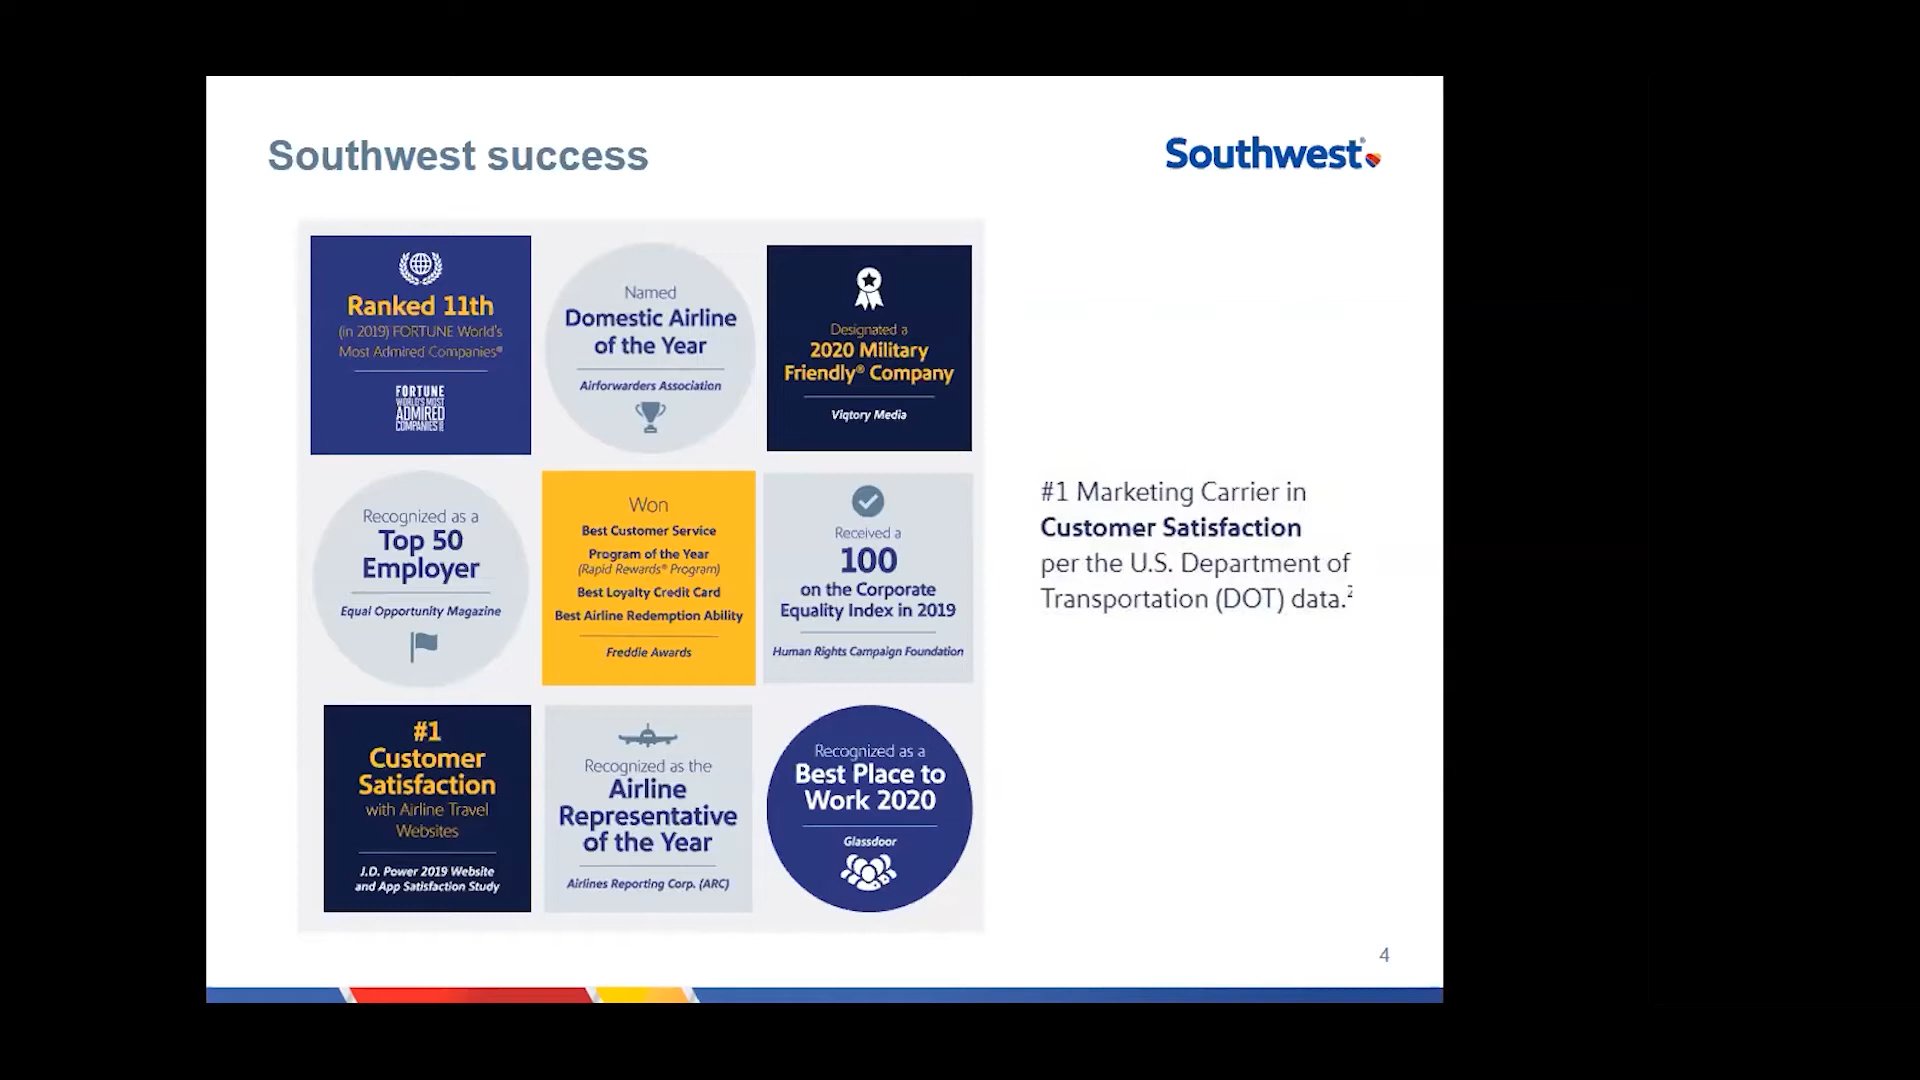 Southwest success
Southwest®
Ranked 11th
(in 2019) FORTUNE World's
Most Admired Companies®
FORTUNE
WORLD'S MOST
ADMIRED
COMPANIES
Named
Domestic Airline
of the Year
Airforwarders Association
Designated a
2020 Military
Friendly® Company
Viqtory Media
Recognized as a
Top 50
Employer
Equal Opportunity Magazine
Won
Best Customer Service
Program of the Year
(Rapid Rewards® Program)
Best Loyalty Credit Card
Best Airline Redemption Ability
Freddie Awards
Received a
100
on the Corporate
Equality Index in 2019
Human Rights Campaign Foundation
#1
Customer
Satisfaction
with Airline Travel
Websites
J.D. Power 2019 Website
and App Satisfaction Study
Recognized as the
Airline
Representative
of the Year
Airlines Reporting Corp. (ARC)
Recognized as a
Best Place to
Work 2020
Glassdoor
#1 Marketing Carrier in
Customer Satisfaction
per the U.S. Department of
Transportation (DOT) data.²
4